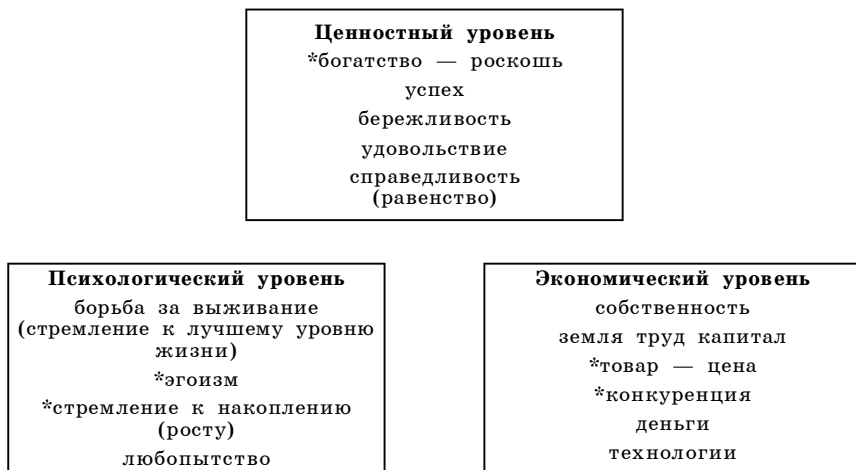 Ценностный уровень
*богатство — роскошь
успех
бережливость
удовольствие
справедливость
(равенство)
Психологический уровень
борьба за выживание
(стремление к лучшему уровню
жизни)
*эгоизм
*стремление к накоплению
(росту)
любопытство
Экономический уровень
собственность
земля труд капитал
*товар — цена
*конкуренция
деньги
технологии